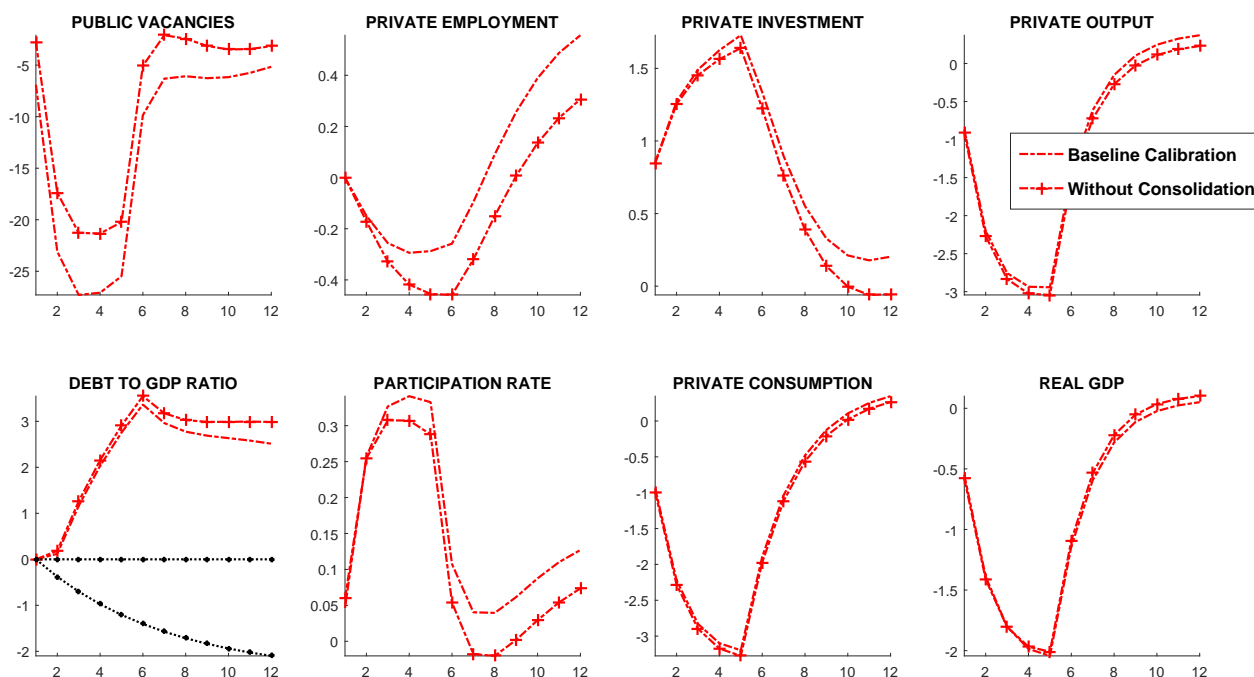 PUBLIC VACANCIES
-5
-10
-15
-20
-25
2 4 6 8 10 12
PRIVATE EMPLOYMENT
0.4
0.2
0
-0.2
-0.4
2 4 6 8 10 12
PRIVATE INVESTMENT
1.5
1
0.5
0
2 4 6 8 10 12
PRIVATE OUTPUT
0
-0.5
-1
-1.5
-2
-2.5
-3
2 4 6 8 10 12
Baseline Calibration
Without Consolidation
DEBT TO GDP RATIO
3
2
1
0
-1
-2
2 4 6 8 10 12
PARTICIPATION RATE
0.3
0.25
0.2
0.15
0.1
0.05
0
2 4 6 8 10 12
PRIVATE CONSUMPTION
0
-1
-2
-3
2 4 6 8 10 12
REAL GDP
0
-0.5
-1
-1.5
-2
2 4 6 8 10 12